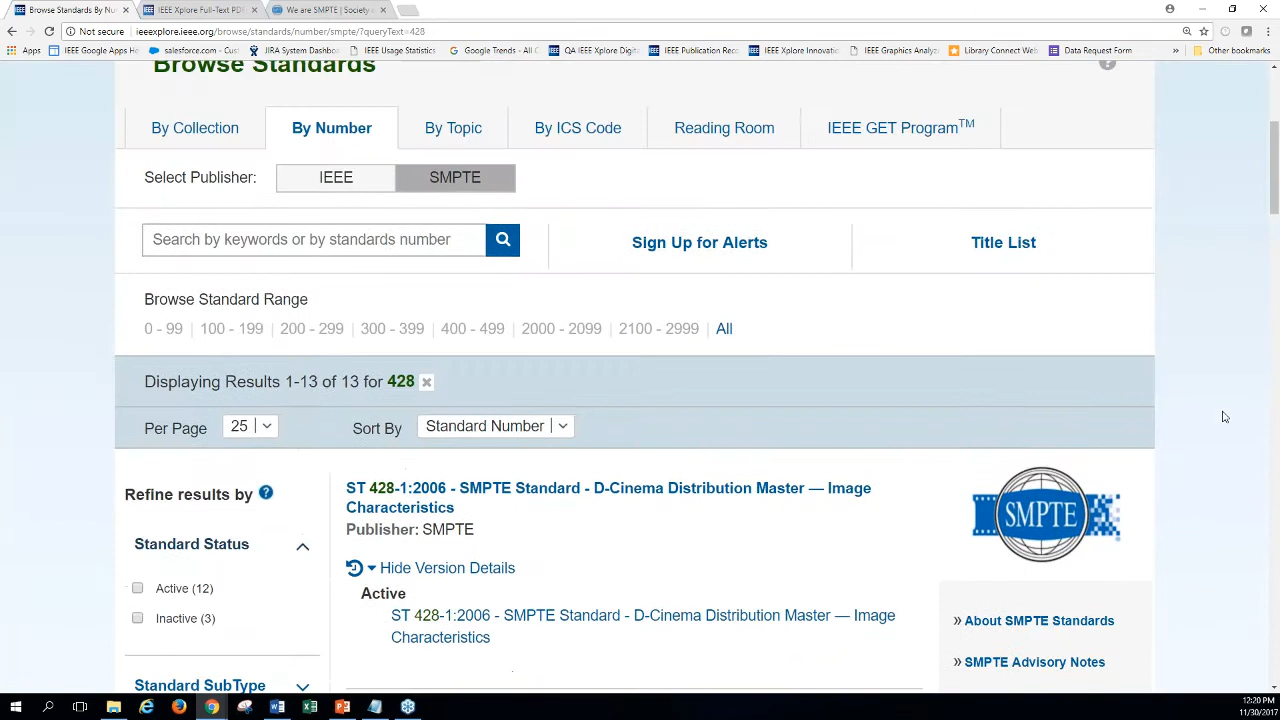 Browse Standards By Nu
IEEE Xplore Full-Text PDF
We are SMPTE | Society
Not secure | ieeexplore.ieee.org/browse/standards/number/smpte/?queryText=428
Apps
IEEE Google Apps Ho
salesforce.com - Cust
JIRA System Dashbo
IEEE Usage Statistics
Google Trends - All C
QA IEEE Xplore Digit
IEEE Publication Rec
IEEE Xplore Innovati
IEEE Graphics Analyz
Library Connect Web
Data Request Form
»
Other bookmarks
Browse Standards
By Number
By Collection
By Topic
By ICS Code
Reading Room
IEEE GET Program™
Select Publisher:
IEEE
SMPTE
Search by keywords or by standards number
Sign Up for Alerts
Title List
Browse Standard Range
0 - 99 | 100 - 199 | 200 - 299 | 300 - 399 | 400 - 499 | 2000 - 2099 | 2100 - 2999 | All
Displaying Results 1-13 of 13 for 428
Per Page
25
Sort By
Standard Number
Refine results by
Standard Status
Active (12)
Inactive (3)
Standard SubType
ST 428-1:2006 - SMPTE Standard - D-Cinema Distribution Master — Image
Characteristics
Publisher: SMPTE
Hide Version Details
Active
ST 428-1:2006 - SMPTE Standard - D-Cinema Distribution Master — Image
Characteristics
SMPTE
» About SMPTE Standards
» SMPTE Advisory Notes
12:20 PM
11/30/2017